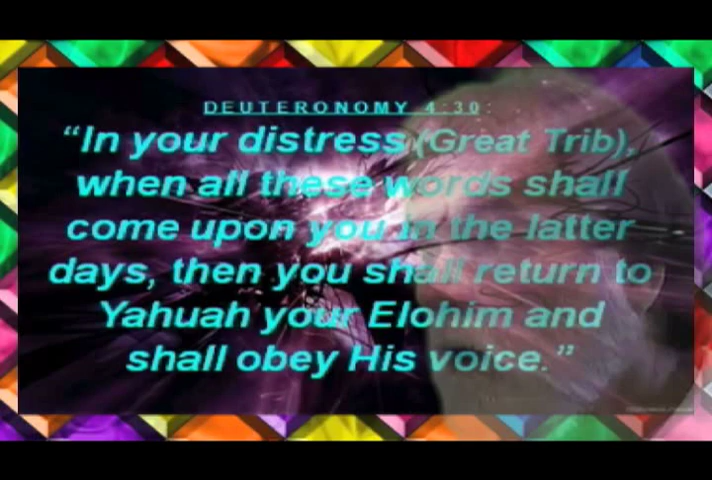 DEUTERONOMY 4:30:
“In your distress (Great Trib),
when all these words shall
come upon you in the latter
days, then you shall return to
Yahuah your Elohim and
shall obey His voice.”